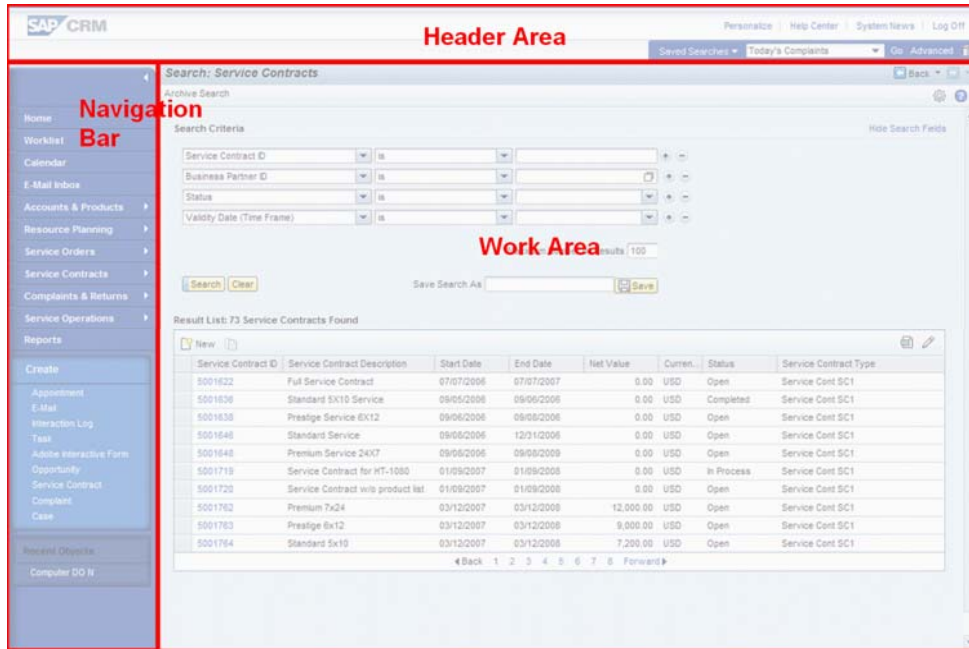 SAP CRM
Personalize Help Center System News Log Off
Header Area
Saved Searches Today's Complaints Go Advanced
Search: Service Contracts Back
Archive Search
Navigation
Bar
Home
Worklist
Calendar
E-Mail Inbox
Accounts & Products
Resource Planning
Service Orders
Service Contracts
Complaints & Returns
Service Operations
Reports
Create
Appointment
E-Mail
Interaction Log
Task
Adobe Interactive Form
Opportunity
Service Contract
Complaint
Case
Recent Objects
Computer DO N
Search Criteria Hide Search Fields
Service Contract ID is
Business Partner ID is
Status is
Validity Date (Time Frame) is
Work Area
100
Search Clear Save Search As Save
Result List: 73 Service Contracts Found
New
Service Contract ID Service Contract Description Start Date End Date Net Value Curren... Status Service Contract Type
5001622 Full Service Contract 07/07/2006 07/07/2007 0.00 USD Open Service Cont SC1
5001636 Standard 5X10 Service 09/05/2006 09/06/2006 0.00 USD Completed Service Cont SC1
5001638 Prestige Service 6X12 09/06/2006 09/08/2006 0.00 USD Open Service Cont SC1
5001646 Standard Service 09/08/2006 12/31/2006 0.00 USD Open Service Cont SC1
5001648 Premium Service 24X7 09/08/2006 09/08/2009 0.00 USD Open Service Cont SC1
5001719 Service Contract for HT-1080 01/09/2007 01/09/2008 0.00 USD In Process Service Cont SC1
5001720 Service Contract w/o product list 01/09/2007 01/09/2008 0.00 USD Open Service Cont SC1
5001762 Premium 7x24 03/12/2007 03/12/2008 12,000.00 USD Open Service Cont SC1
5001763 Prestige 6x12 03/12/2007 03/12/2008 9,000.00 USD Open Service Cont SC1
5001764 Standard 5x10 03/12/2007 03/12/2008 7,200.00 USD Open Service Cont SC1
Back 1 2 3 4 5 6 7 8 Forward